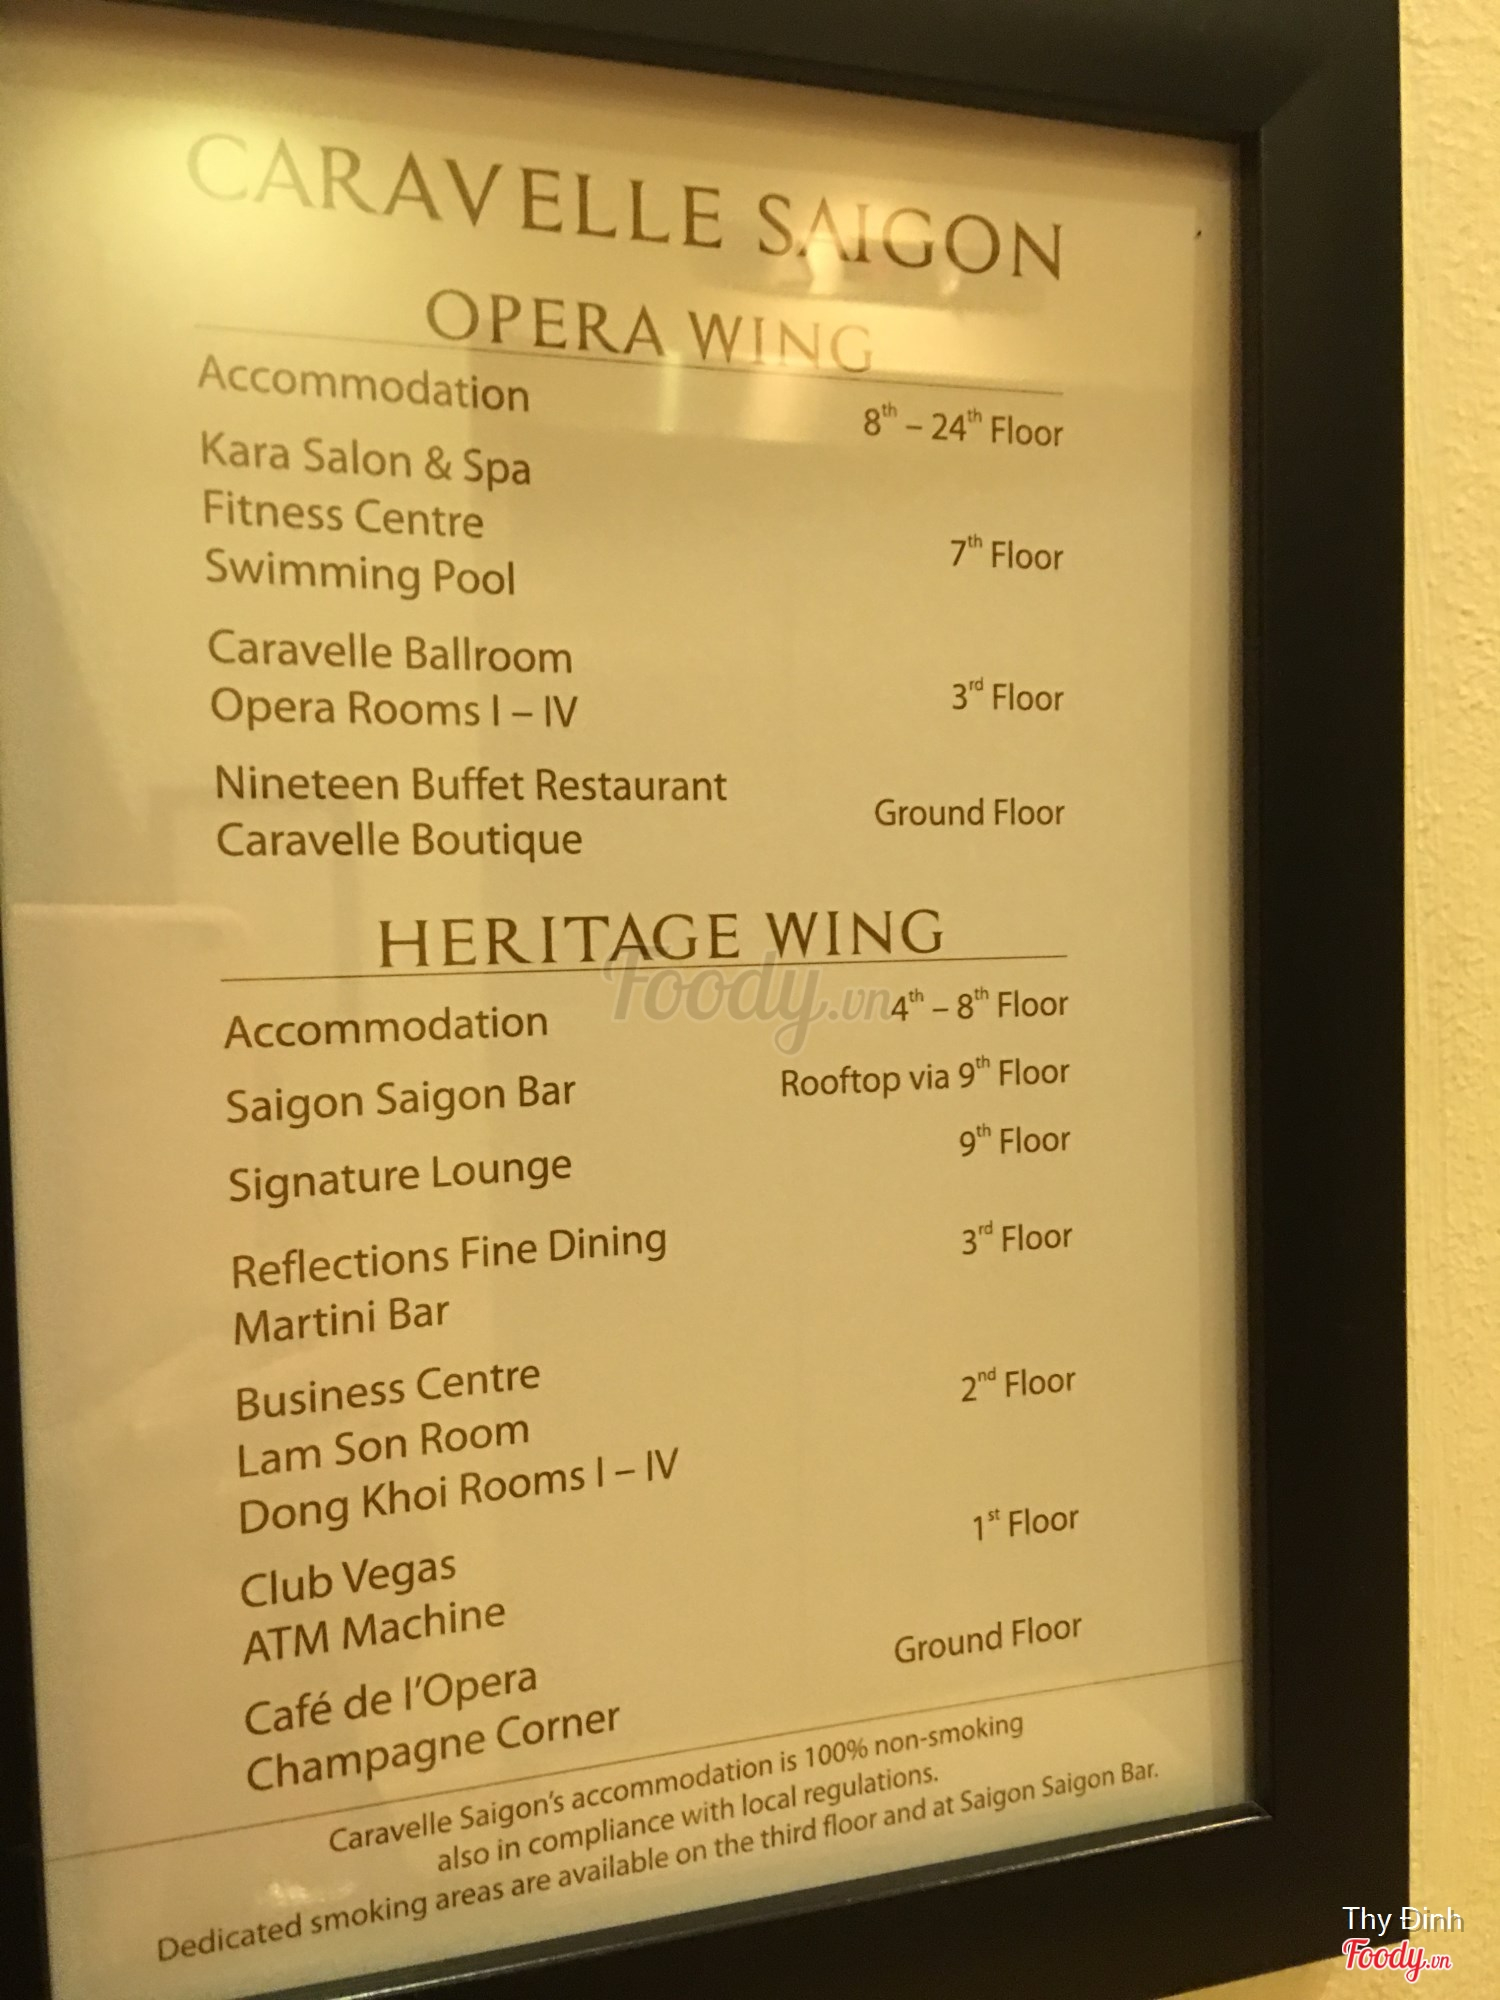 CARAVELLE SAIGON
OPERA WING
Accommodation 8th – 24th Floor
Kara Salon & Spa
Fitness Centre 7th Floor
Swimming Pool
Caravelle Ballroom
Opera Rooms I – IV 3rd Floor
Nineteen Buffet Restaurant
Caravelle Boutique Ground Floor
HERITAGE WING
Foody.vn
Accommodation 4th – 8th Floor
Saigon Saigon Bar Rooftop via 9th Floor
Signature Lounge 9th Floor
Reflections Fine Dining 3rd Floor
Martini Bar
Business Centre 2nd Floor
Lam Son Room
Dong Khoi Rooms I – IV
Club Vegas 1st Floor
ATM Machine
Café de l'Opera Ground Floor
Champagne Corner
Caravelle Saigon's accommodation is 100% non-smoking
also in compliance with local regulations.
Dedicated smoking areas are available on the third floor and at Saigon Saigon Bar.
Thy Đinh
Foody.vn